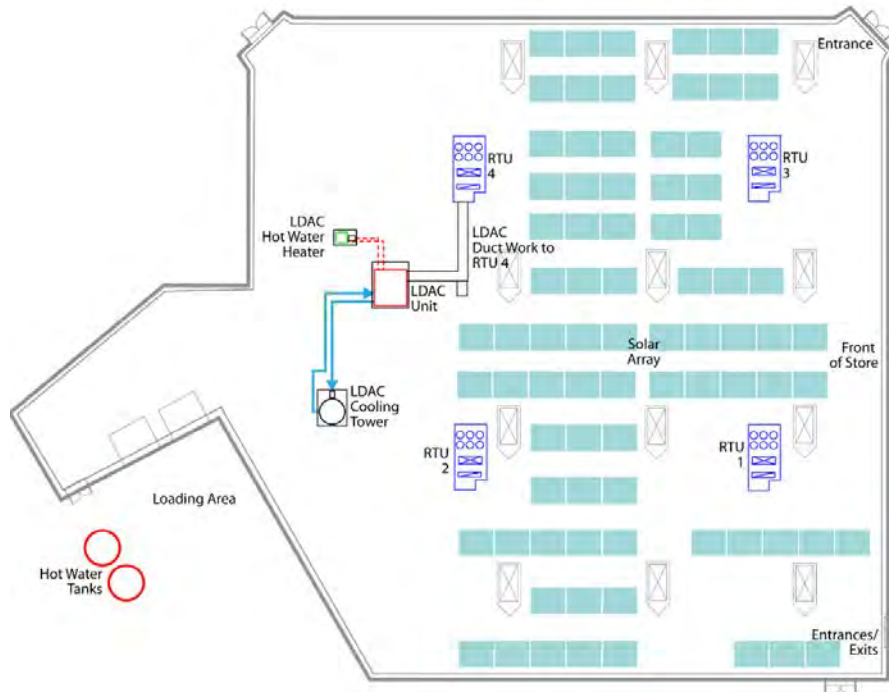 Entrance
RTU
4
RTU
3
LDAC
Hot Water
Heater
LDAC
Duct Work to
RTU 4
LDAC
Unit
Solar
Array
Front
of Store
LDAC
Cooling
Tower
RTU
2
RTU
1
Loading Area
Hot Water
Tanks
Entrances/
Exits